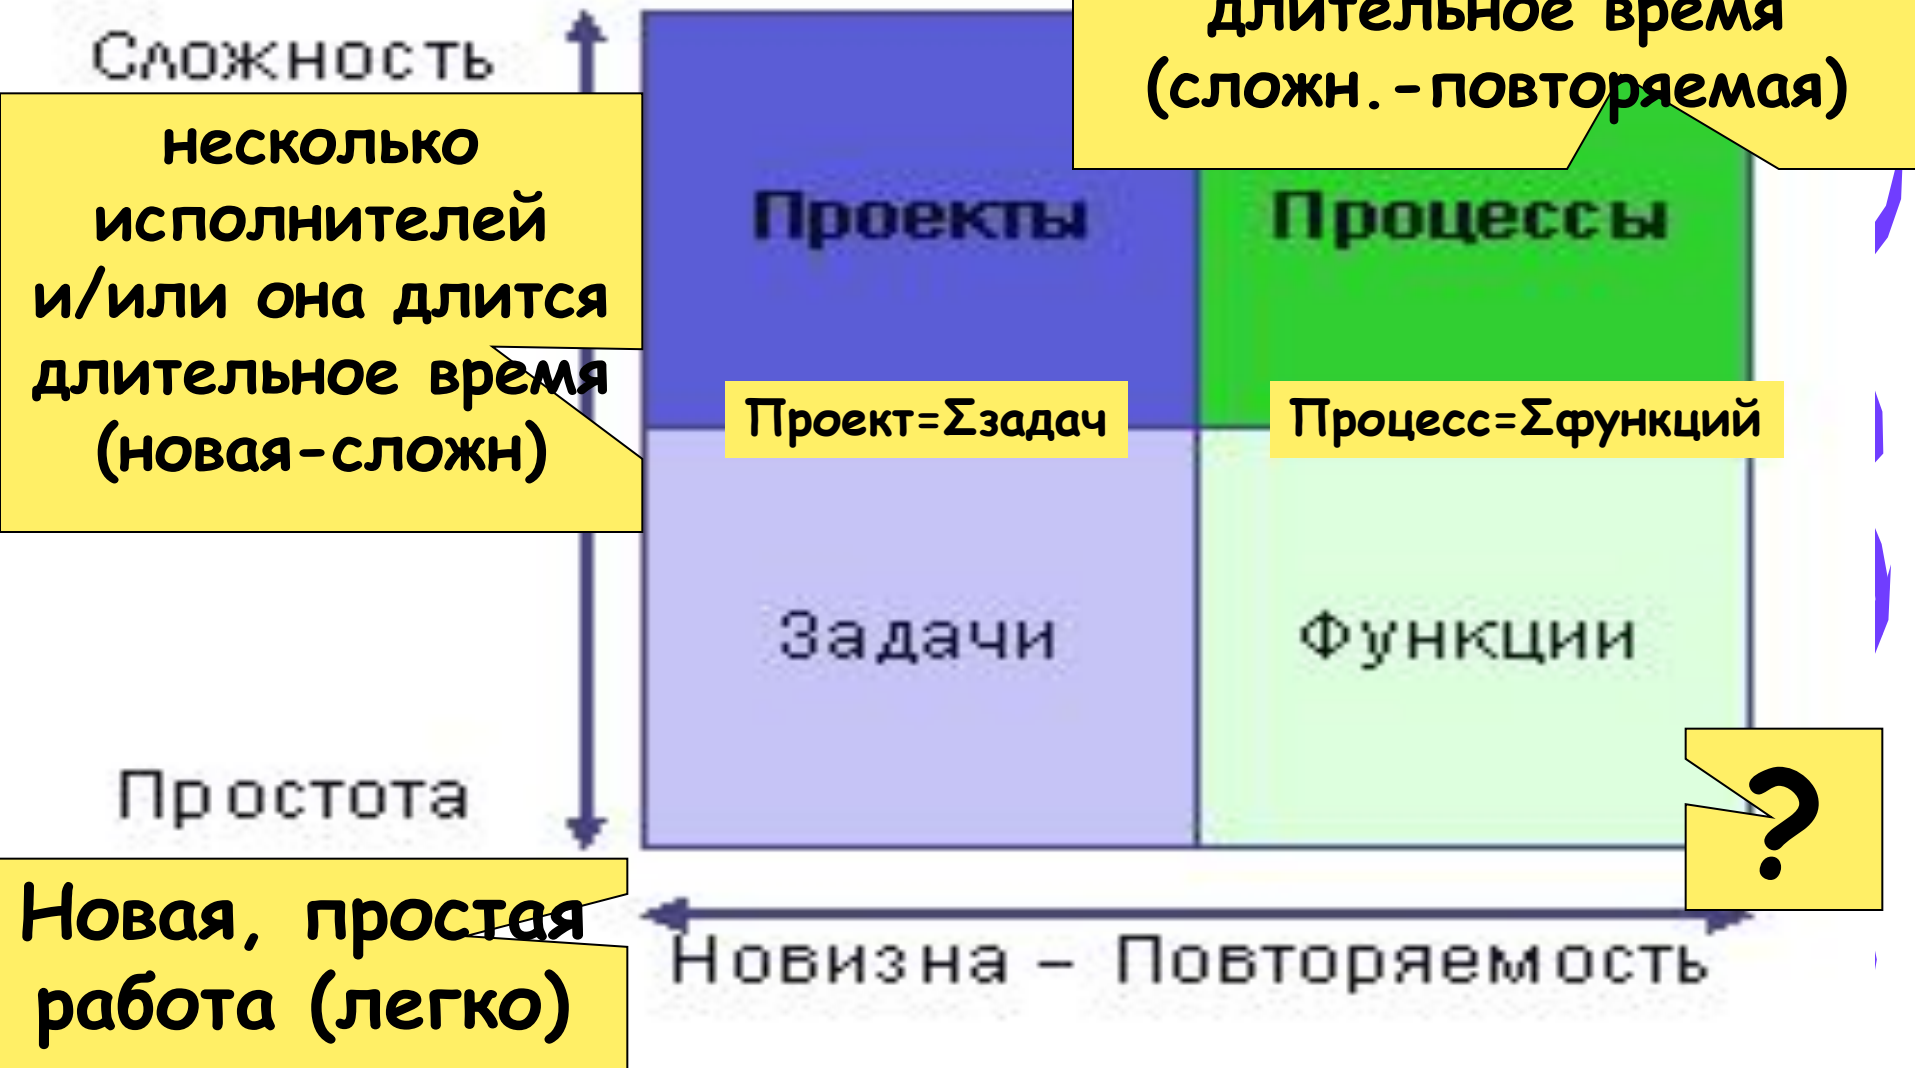 длительное время
(сложн.-повторяемая)
Сложность
несколько
исполнителей
и/или она длится
длительное время
(новая-сложн)
Проекты
Процессы
Проект=Σзадач
Процесс=Σфункций
Задачи
Функции
Простота
?
Новая, простая
работа (легко)
Новизна – Повторяемость